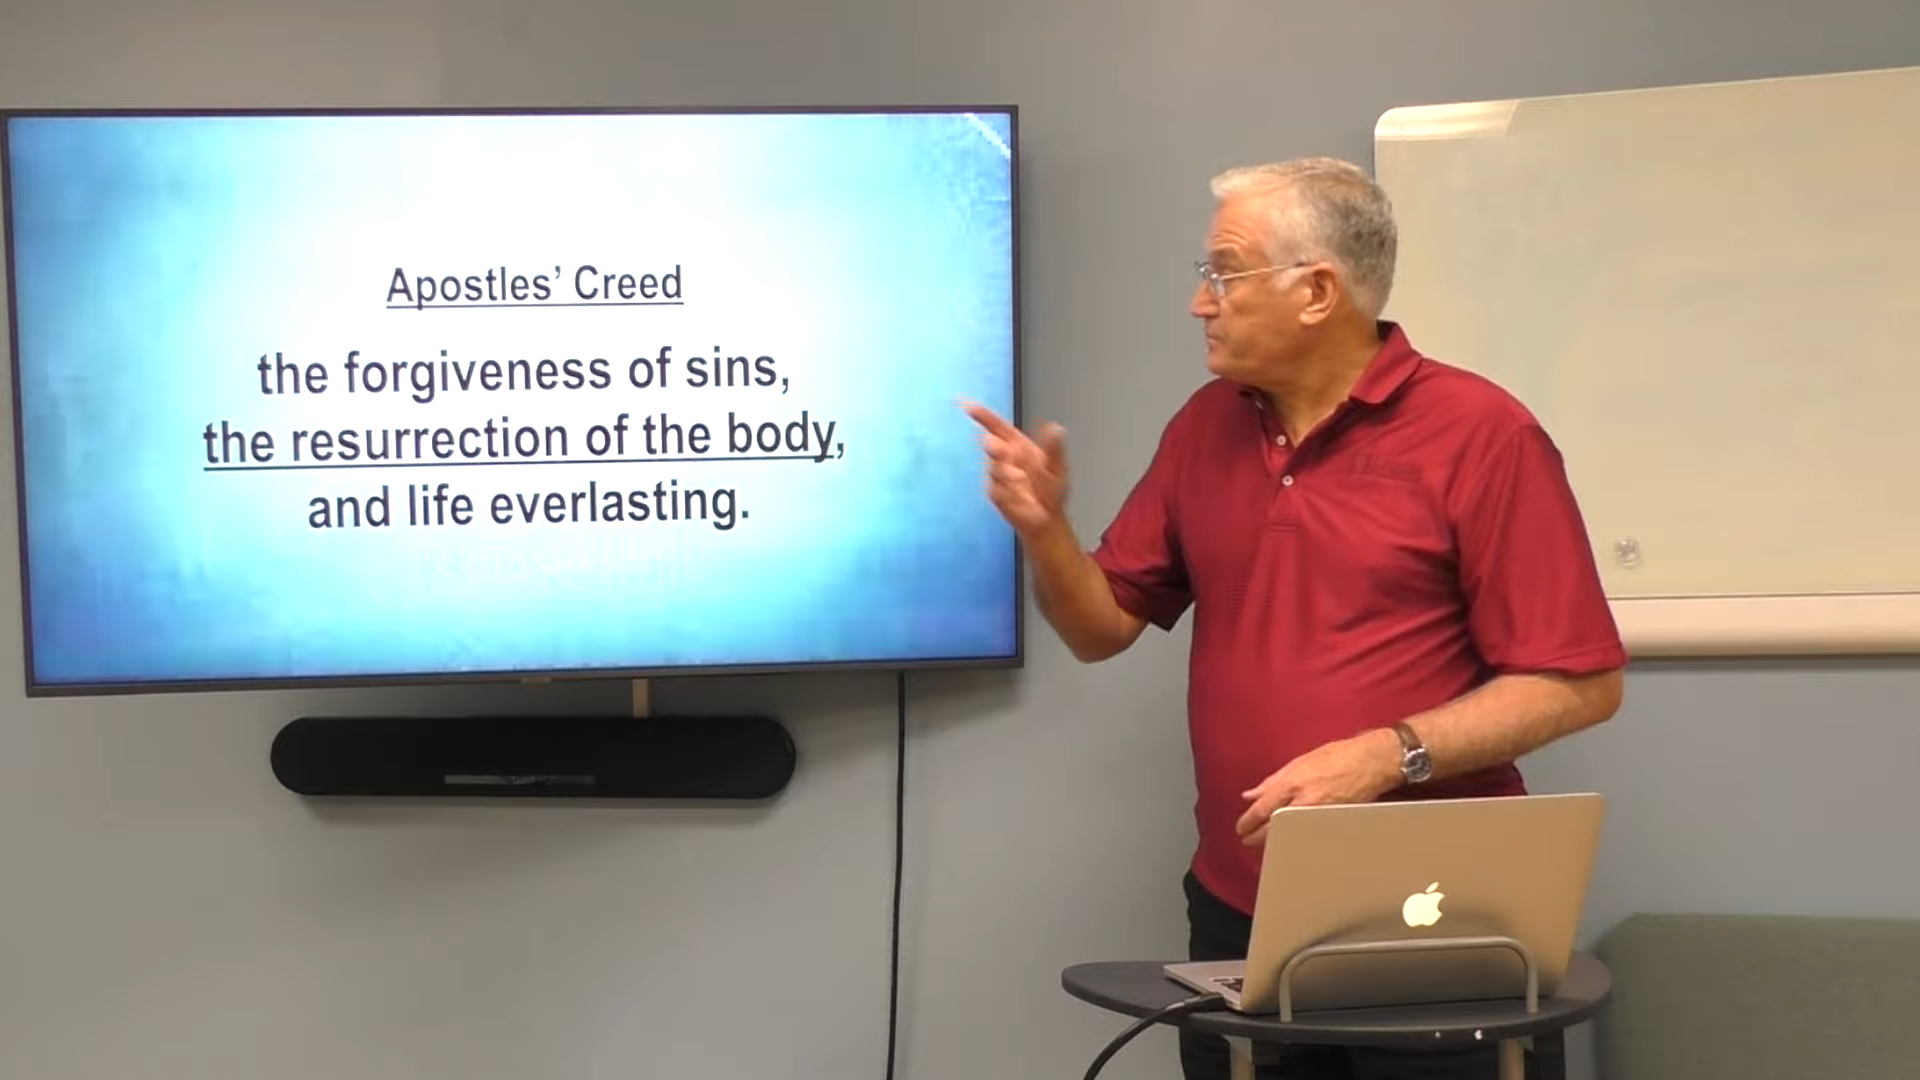 Apostles’ Creed
the forgiveness of sins,
the resurrection of the body,
and life everlasting.